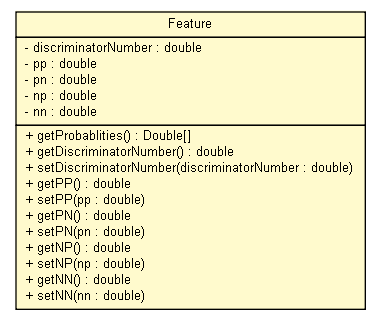 Feature
- discriminatorNumber : double
- pp : double
- pn : double
- np : double
- nn : double
+ getProbablities() : Double[]
+ getDiscriminatorNumber() : double
+ setDiscriminatorNumber(discriminatorNumber : double)
+ getPP() : double
+ setPP(pp : double)
+ getPN() : double
+ setPN(pn : double)
+ getNP() : double
+ setNP(np : double)
+ getNN() : double
+ setNN(nn : double)